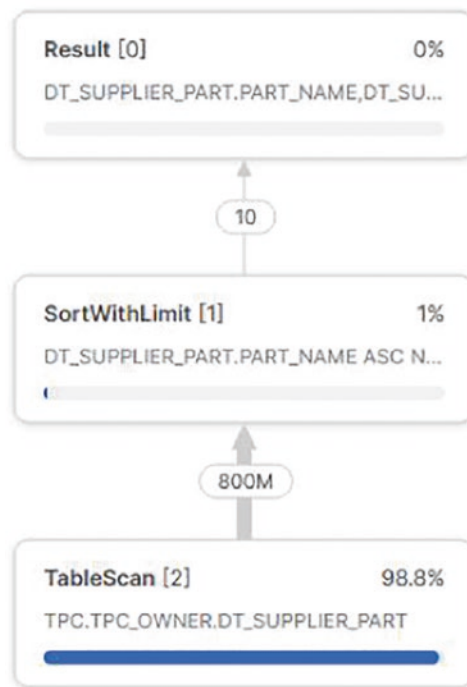 Result [0] 0%
DT_SUPPLIER_PART.PART_NAME,DT_SU...
10
SortWithLimit [1] 1%
DT_SUPPLIER_PART.PART_NAME ASC N...
800M
TableScan [2] 98.8%
TPC.TPC_OWNER.DT_SUPPLIER_PART